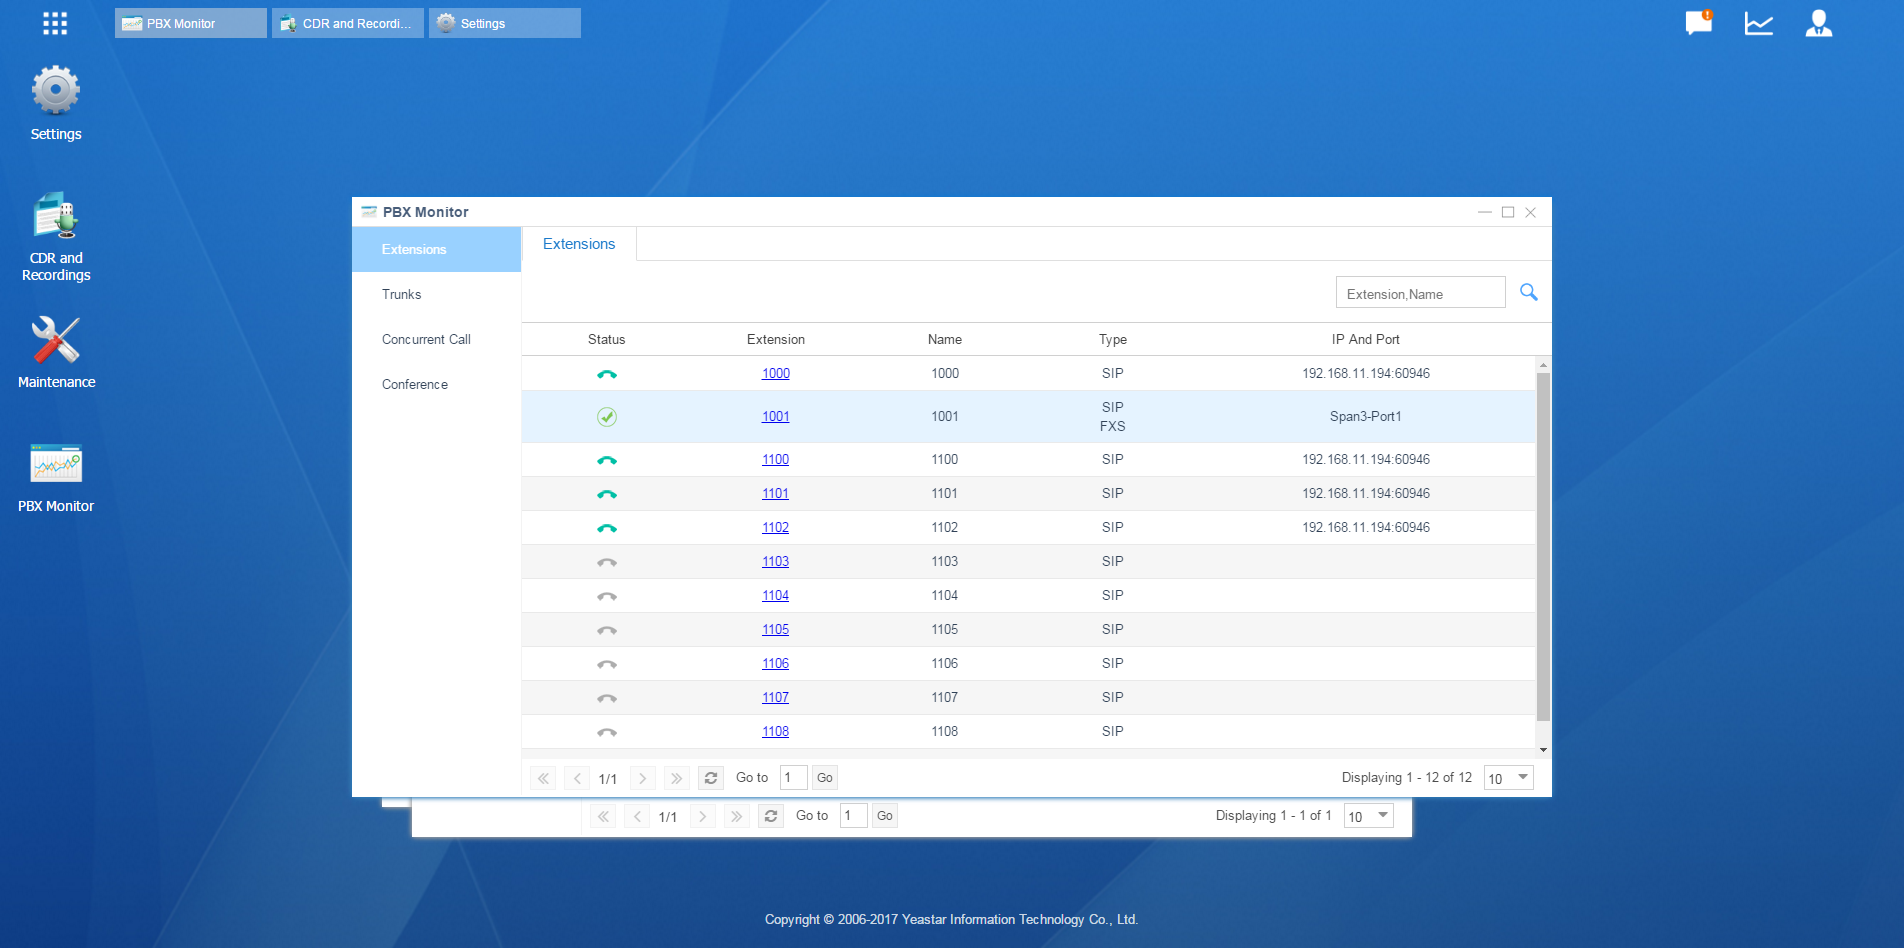 PBX Monitor
CDR and Recordi...
Settings
!
Settings
CDR and
Recordings
Maintenance
PBX Monitor
PBX Monitor
Extensions
Trunks
Concurrent Call
Conference
Extensions
Extension,Name
Status Extension Name Type IP And Port
1000 1000 SIP 192.168.11.194:60946
1001 1001 SIP FXS Span3-Port1
1100 1100 SIP 192.168.11.194:60946
1101 1101 SIP 192.168.11.194:60946
1102 1102 SIP 192.168.11.194:60946
1103 1103 SIP
1104 1104 SIP
1105 1105 SIP
1106 1106 SIP
1107 1107 SIP
1108 1108 SIP
1/1 Go to 1 Go Displaying 1 - 12 of 12 10
1/1 Go to 1 Go Displaying 1 - 1 of 1 10
Copyright © 2006-2017 Yeastar Information Technology Co., Ltd.